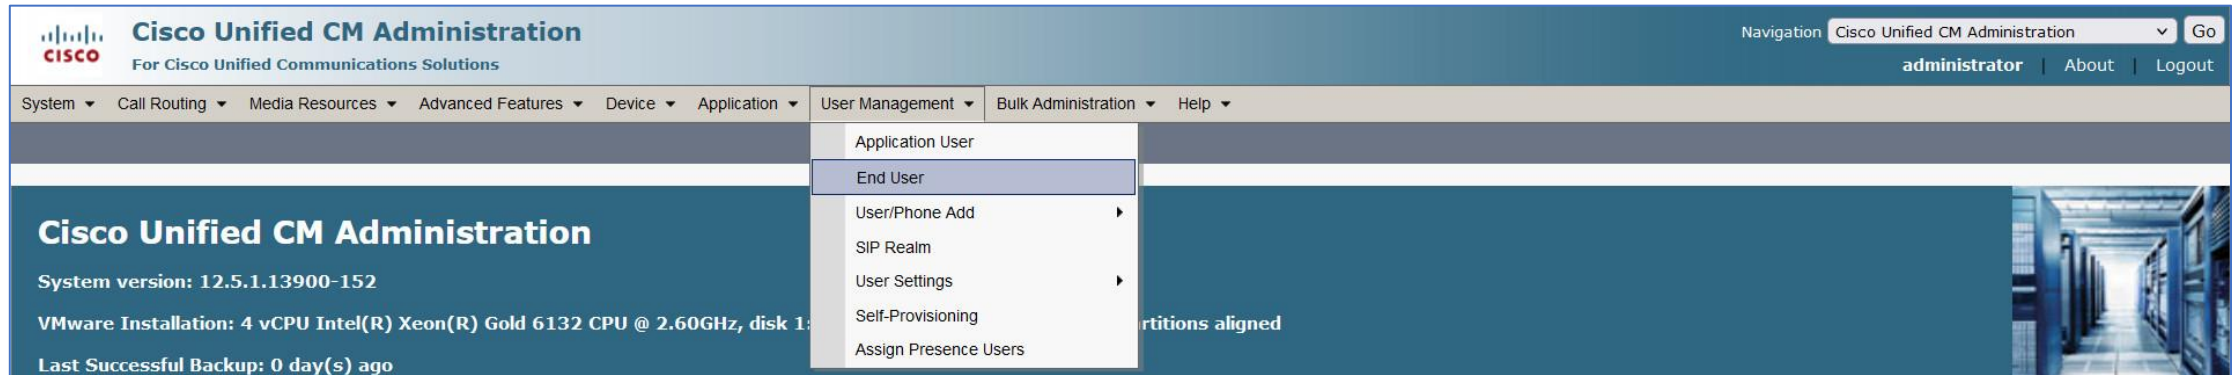 CISCO
Cisco Unified CM Administration
For Cisco Unified Communications Solutions
Navigation Cisco Unified CM Administration Go
administrator | About | Logout
System Call Routing Media Resources Advanced Features Device Application User Management Bulk Administration Help
Application User
End User
User/Phone Add
SIP Realm
User Settings
Self-Provisioning
Assign Presence Users
Cisco Unified CM Administration
System version: 12.5.1.13900-152
VMware Installation: 4 vCPU Intel(R) Xeon(R) Gold 6132 CPU @ 2.60GHz, disk 1: aligned
Last Successful Backup: 0 day(s) ago